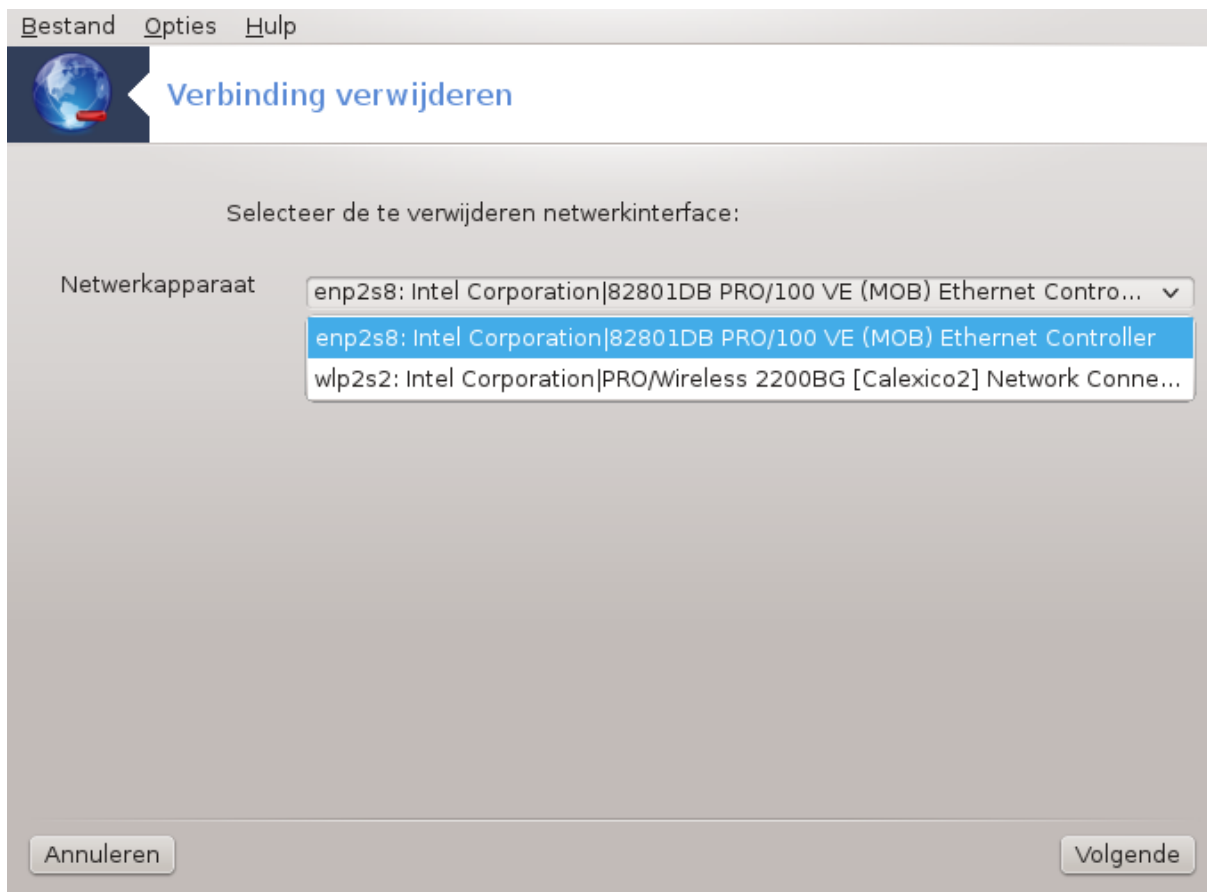 Bestand Opties Hulp
Verbinding verwijderen
Selecteer de te verwijderen netwerkinterface:
Netwerkapparaat
enp2s8: Intel Corporation|82801DB PRO/100 VE (MOB) Ethernet Contro...
enp2s8: Intel Corporation|82801DB PRO/100 VE (MOB) Ethernet Controller
wlp2s2: Intel Corporation|PRO/Wireless 2200BG [Calexico2] Network Conne...
Annuleren Volgende